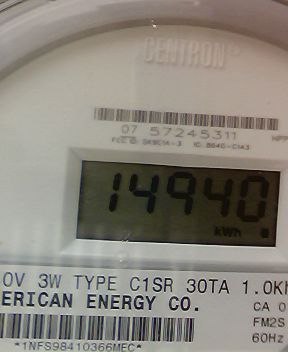 CENTRON
07 57245311
14940
kWh
0V 3W TYPE C1SR 30TA 1.0K
ERICAN ENERGY CO.
CA 0
FM2S
60Hz
*1NFS98410366MEC*